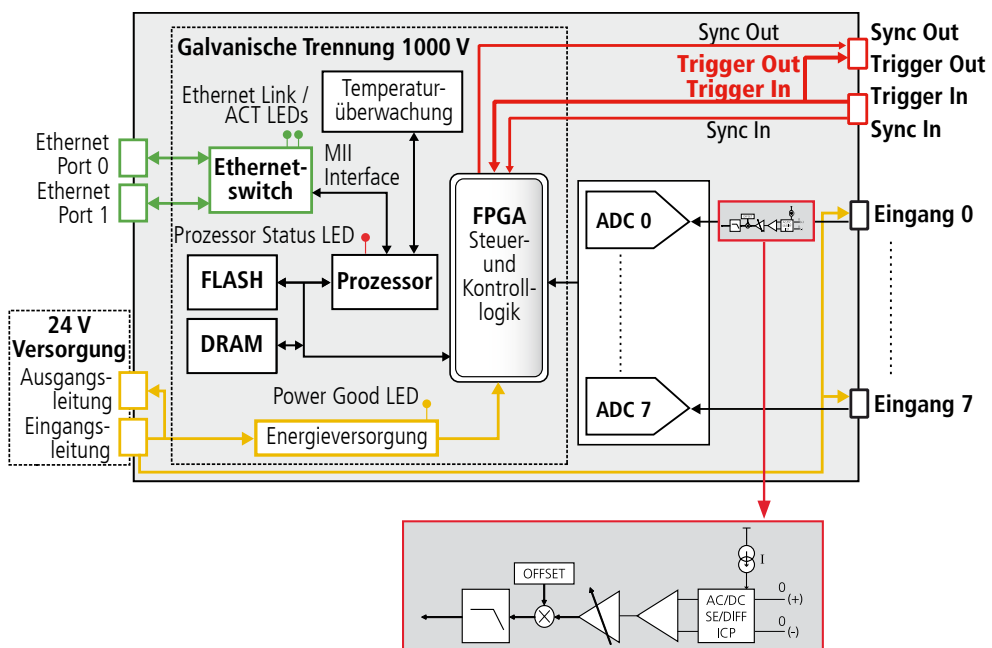 Sync Out
Sync Out
Galvanische Trennung 1000 V
Trigger Out
Trigger Out
Trigger In
Trigger In
Sync In
Sync In
Ethernet Link /
ACT LEDs
Temperatur-
überwachung
Ethernet
Port 0
Ethernet
Port 1
Ethernet-
switch
MII
Interface
FPGA
Steuer-
und
Kontroll-
logik
ADC 0
Eingang 0
Prozessor Status LED
FLASH
Prozessor
DRAM
24 V
Versorgung
Ausgangs-
leitung
Eingangs-
leitung
Power Good LED
Energieversorgung
ADC 7
Eingang 7
I
OFFSET
AC/DC
SE/DIFF
ICP
0
(+)
0
(-)